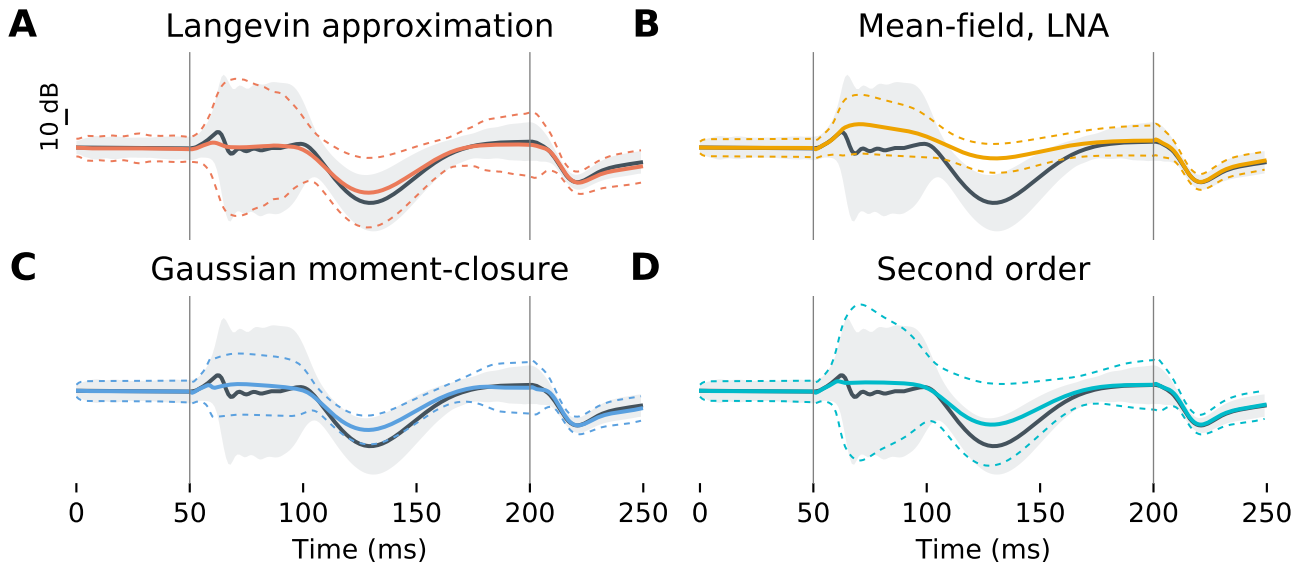 A Langevin approximation
B Mean-field, LNA
10 dB
C Gaussian moment-closure
D Second order
0 50 100 150 200 250
0 50 100 150 200 250
Time (ms)
Time (ms)